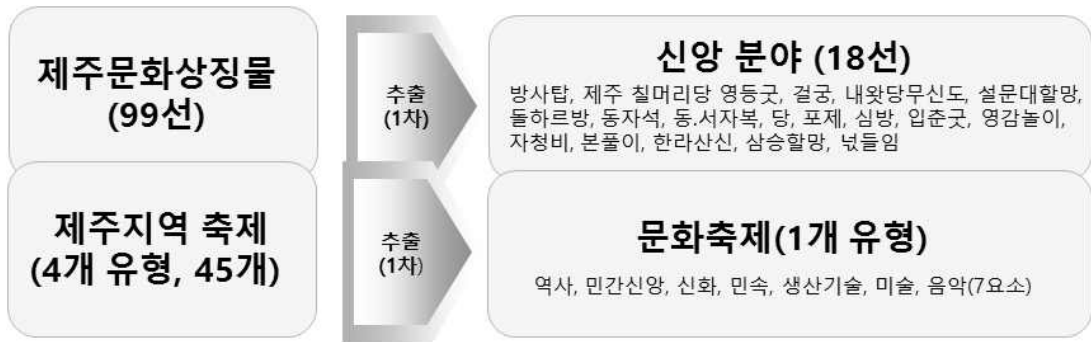 제주문화상징물
(99선)
추출
(1차)
신앙 분야 (18선)
방사탑, 제주 칠머리당 영등굿, 걸궁, 내왓당무신도, 설문대할망,
돌하르방, 동자석, 동.서자복, 당, 포제, 심방, 입춘굿, 영감놀이,
자청비, 본풀이, 한라산신, 삼승할망, 넋들임
제주지역 축제
(4개 유형, 45개)
추출
(1차)
문화축제(1개 유형)
역사, 민간신앙, 신화, 민속, 생산기술, 미술, 음악(7요소)